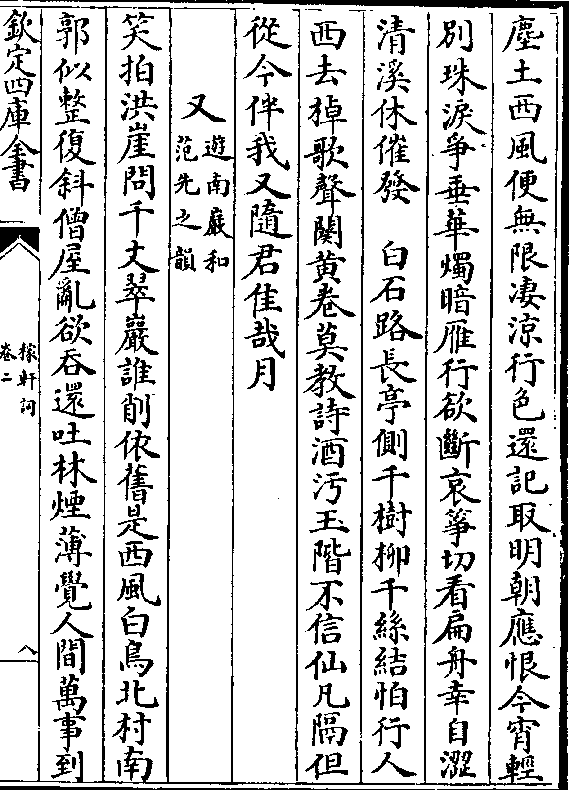 塵土西風便無限凄涼行色還記取明朝應恨今宵輕
別珠淚爭垂華燭暗雁行欲斷哀箏切看扁舟幸自澀
清溪休催發　白石路長亭側千樹柳千絲結怕行人
西去棹歌聲闋黃卷莫教詩酒污玉階不信仙凡隔但
從今伴我又隨君佳哉月
又
遊南巖和
范先之韻
笑拍洪崖問千丈翠巖誰削依舊是西風白鳥北村南
郭似整復斜僧屋亂欲吞還吐林煙薄覺人間萬事到
欽定四庫全書
稼軒詞
卷二
八